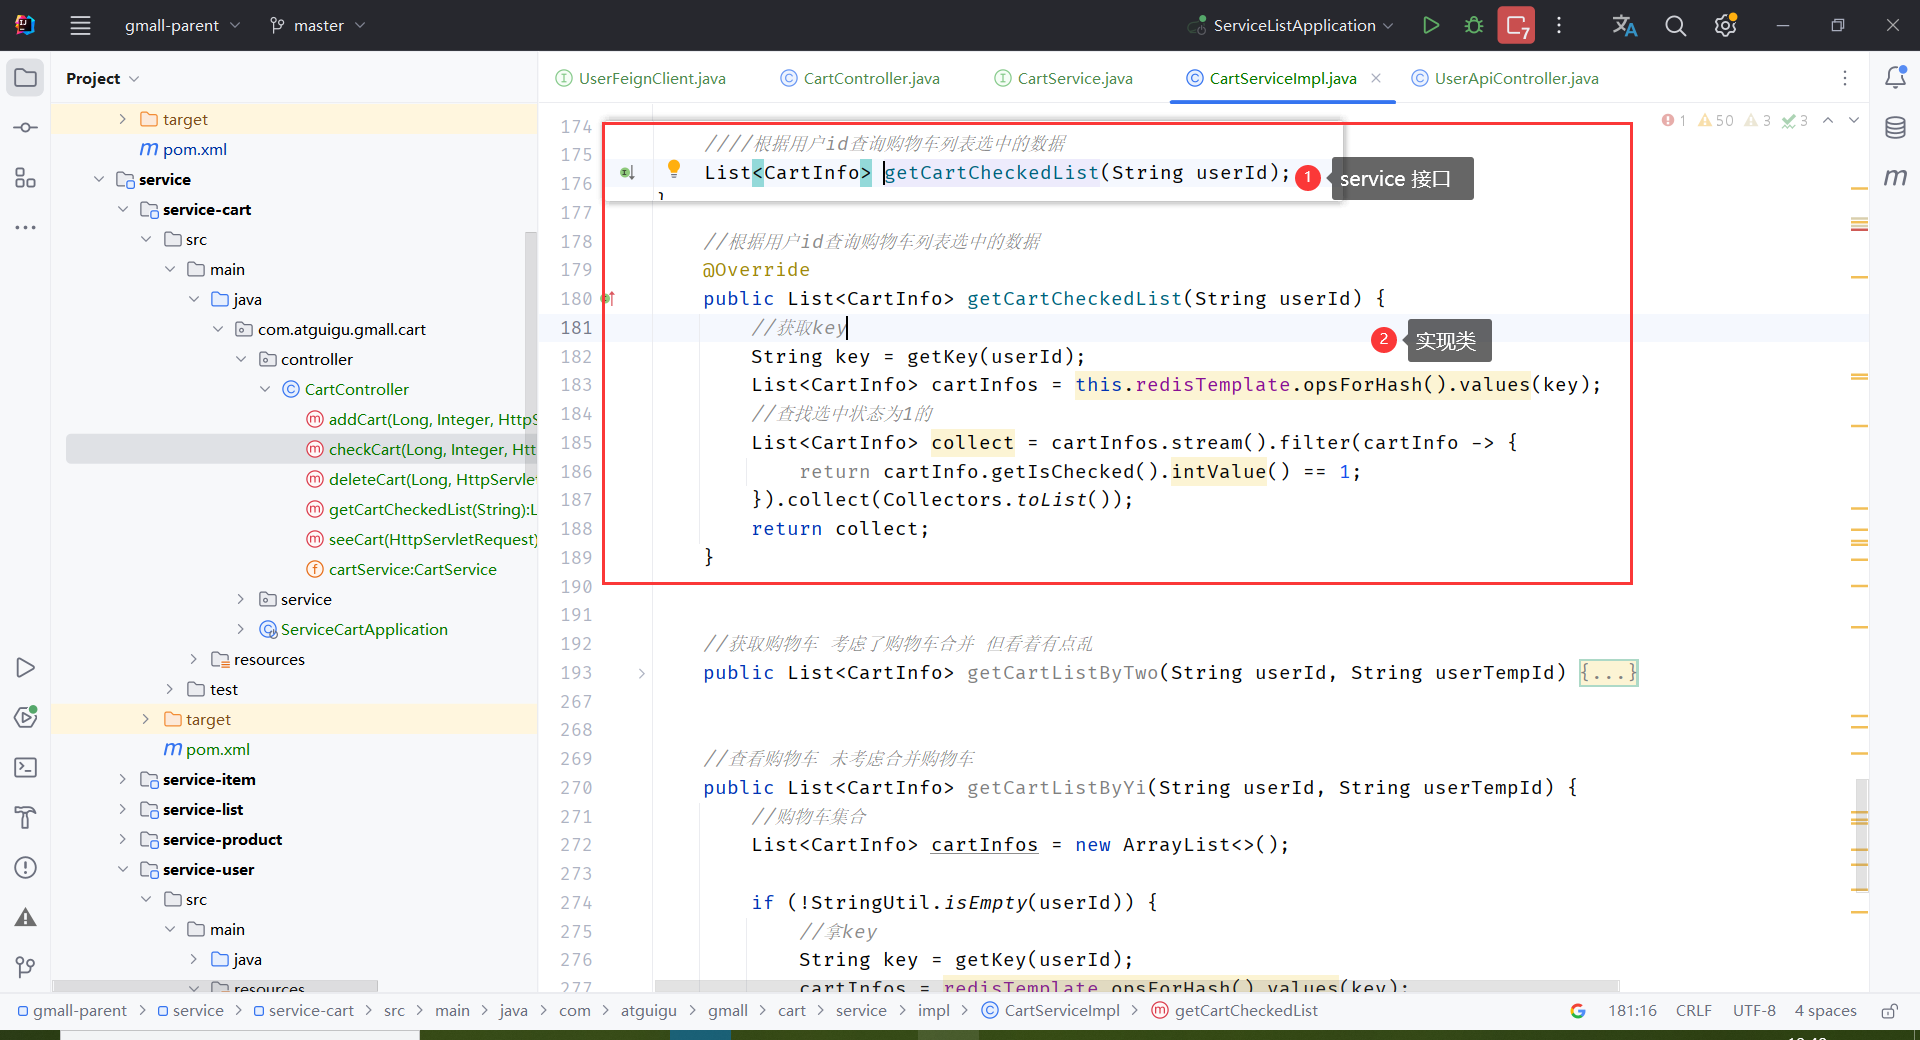 gmall-parent
master
ServiceListApplication
7
Project
UserFeignClient.java
CartController.java
CartService.java
CartServiceImpl.java
UserApiController.java
target
pom.xml
service
service-cart
src
main
java
com.atguigu.gmall.cart
controller
CartController
addCart(Long, Integer, HttpS
checkCart(Long, Integer, Htt
deleteCart(Long, HttpServlet
getCartCheckedList(String):L
seeCart(HttpServletRequest)
cartService:CartService
service
ServiceCartApplication
resources
test
target
pom.xml
service-item
service-list
service-product
service-user
src
main
java
resources
1 50 3 3
174
175
176
////根据用户id查询购物车列表选中的数据
List<CartInfo> getCartCheckedList(String userId);
1 service 接口
177
178 //根据用户id查询购物车列表选中的数据
179 @Override
180 public List<CartInfo> getCartCheckedList(String userId) {
181 //获取key
2 实现类
182 String key = getKey(userId);
183 List<CartInfo> cartInfos = this.redisTemplate.opsForHash().values(key);
184 //查找选中状态为1的
185 List<CartInfo> collect = cartInfos.stream().filter(cartInfo -> {
186 return cartInfo.getIsChecked().intValue() == 1;
187 }).collect(Collectors.toList());
188 return collect;
189 }
190
191
192 //获取购物车 考虑了购物车合并 但看着有点乱
193 public List<CartInfo> getCartListByTwo(String userId, String userTempId) {...}
267
268
269 //查看购物车 未考虑合并购物车
270 public List<CartInfo> getCartListByYi(String userId, String userTempId) {
271 //购物车集合
272 List<CartInfo> cartInfos = new ArrayList<>();
273
274 if (!StringUtil.isEmpty(userId)) {
275 //拿key
276 String key = getKey(userId);
277 cartInfos = redisTemplate.opsForHash().values(key);
gmall-parent > service > service-cart > src > main > java > com > atguigu > gmall > cart > service > impl > CartServiceImpl > getCartCheckedList
181:16 CRLF UTF-8 4 spaces